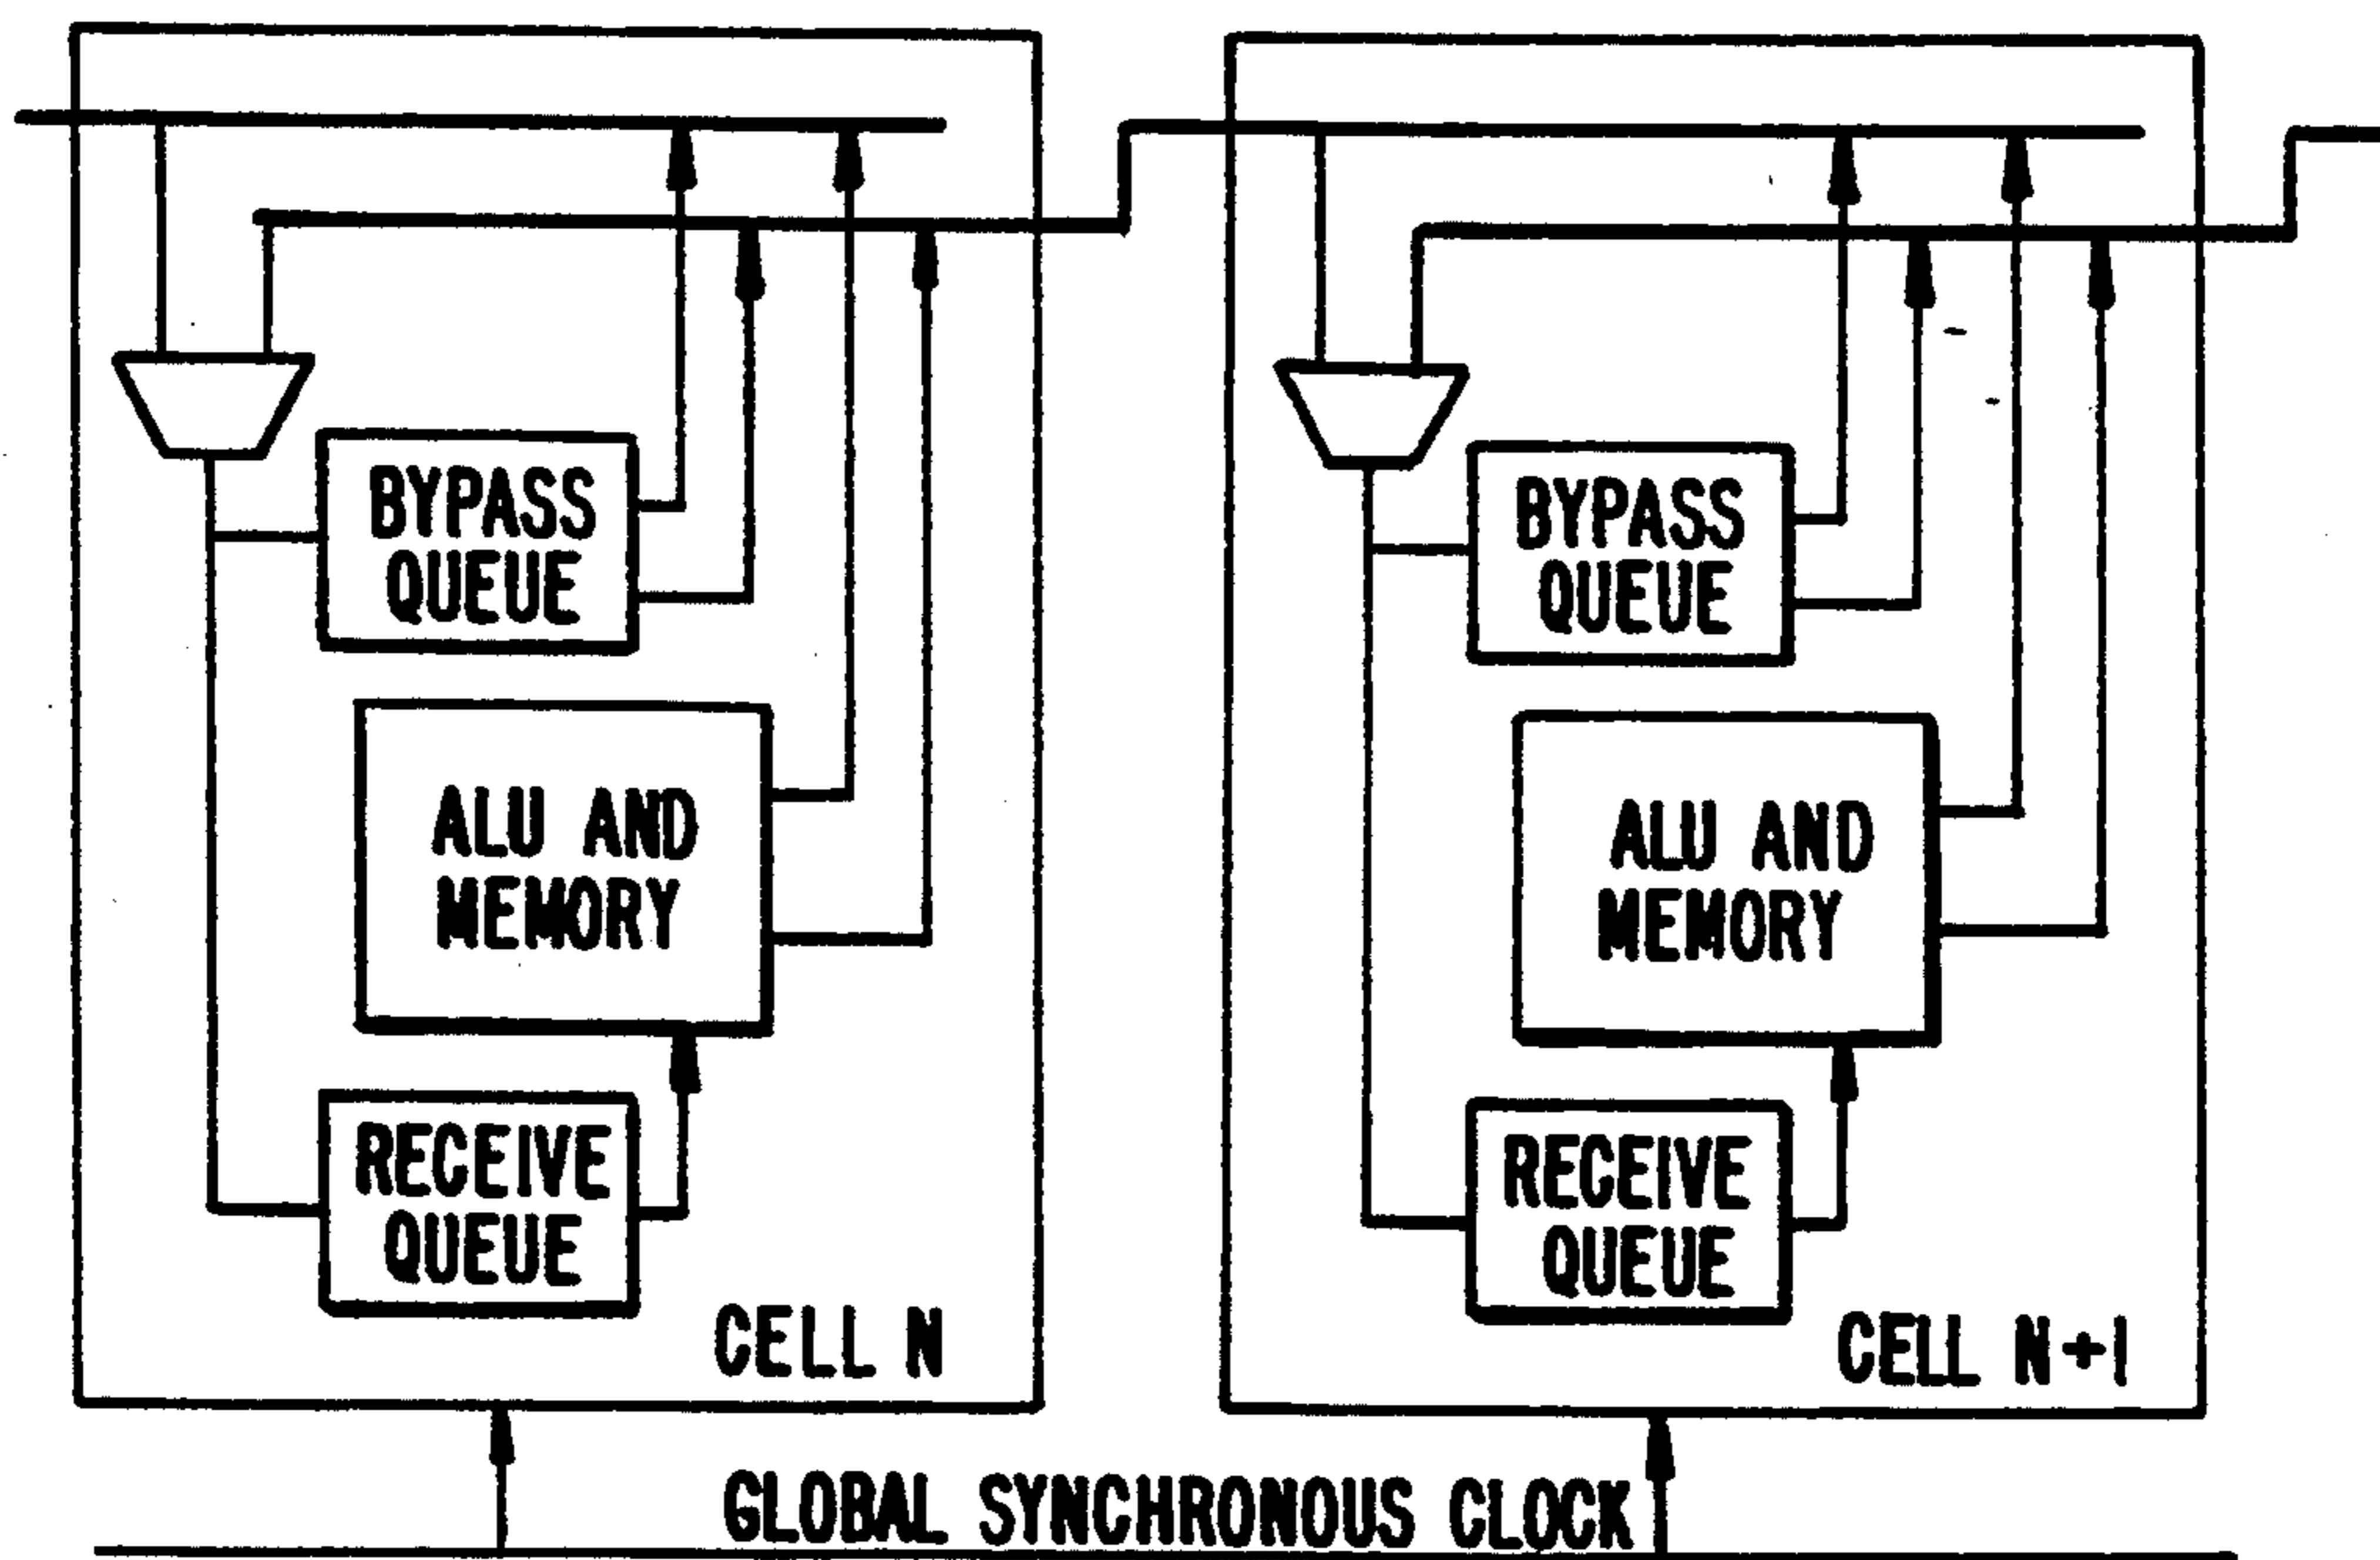 BYPASS
QUEUE
ALU AND
MEMORY
RECEIVE
QUEUE
CELL N
BYPASS
QUEUE
ALU AND
MEMORY
RECEIVE
QUEUE
CELL N+1
GLOBAL SYNCHRONOUS CLOCK